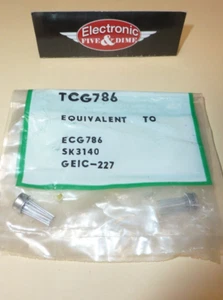 Electronic
FIVE & DIME
TCG786
EQUIVALENT TO
ECG786
SK3140
GEIC-227